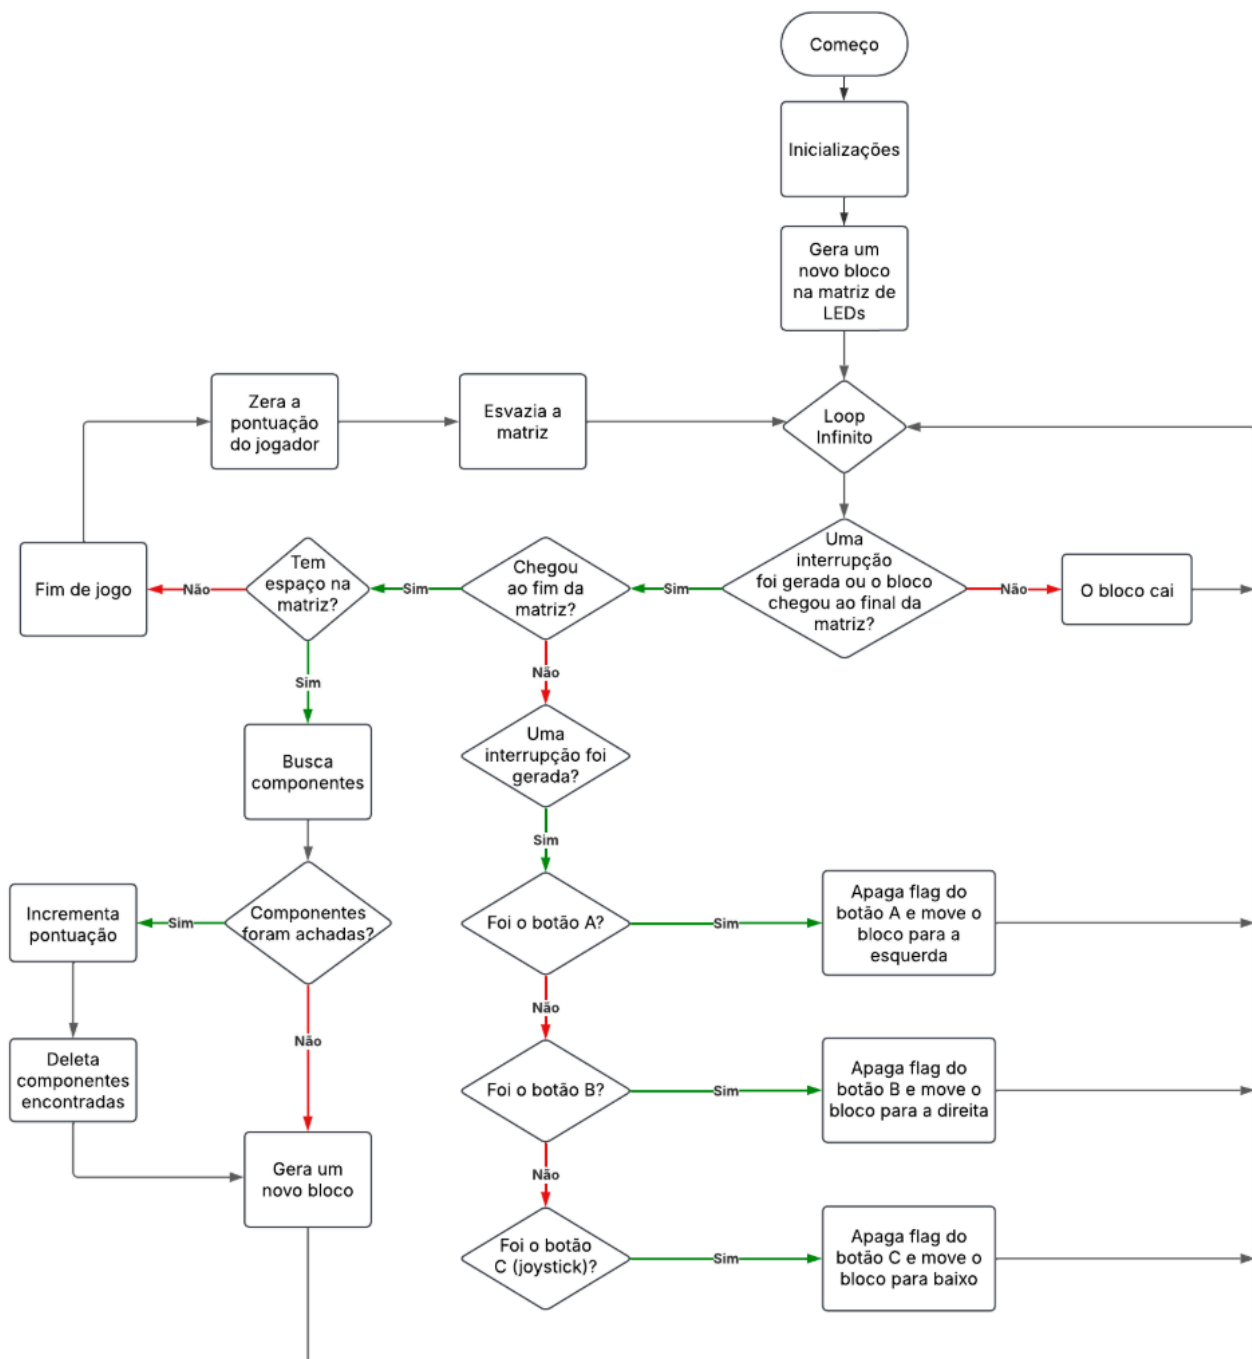 Começo
Inicializações
Gera um
novo bloco
na matriz de
LEDs
Zera a
pontuação
do jogador
Esvazia a
matriz
Loop
Infinito
Fim de jogo
Não
Tem
espaço na
matriz?
Sim
Chegou
ao fim da
matriz?
Sim
Uma
interrupção
foi gerada ou o bloco
chegou ao final da
matriz?
Não
O bloco cai
Sim
Não
Busca
componentes
Uma
interrupção foi
gerada?
Sim
Incrementa
pontuação
Sim
Componentes
foram achadas?
Foi o botão A?
Sim
Apaga flag do
botão A e move o
bloco para a
esquerda
Não
Não
Deleta
componentes
encontradas
Foi o botão B?
Sim
Apaga flag do
botão B e move o
bloco para a direita
Gera um
novo bloco
Não
Foi o botão
C (joystick)?
Sim
Apaga flag do
botão C e move o
bloco para baixo